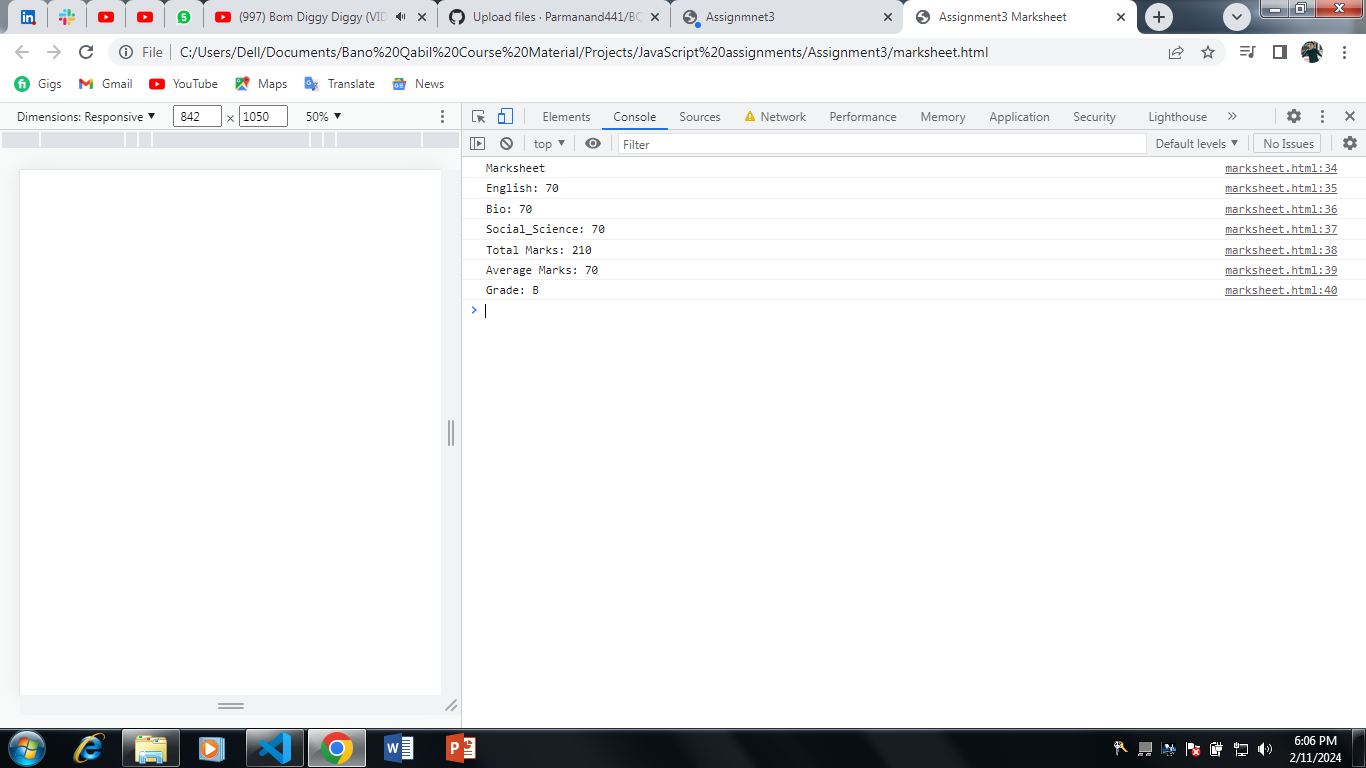 (997) Bom Diggy Diggy (VID
Upload files · Parmanand441/B
Assignmnet3
Assignment3 Marksheet
File
C:/Users/Dell/Documents/Bano%20Qabil%20Course%20Material/Projects/JavaScript%20assignments/Assignment3/marksheet.html
Gigs Gmail YouTube Maps Translate News
Dimensions: Responsive ▼ 842 × 1050 50% ▼
Elements Console Sources Network Performance Memory Application Security Lighthouse »
top ▼ Filter Default levels ▼ No Issues
Marksheet marksheet.html:34
English: 70 marksheet.html:35
Bio: 70 marksheet.html:36
Social_Science: 70 marksheet.html:37
Total Marks: 210 marksheet.html:38
Average Marks: 70 marksheet.html:39
Grade: B marksheet.html:40
>
6:06 PM
2/11/2024